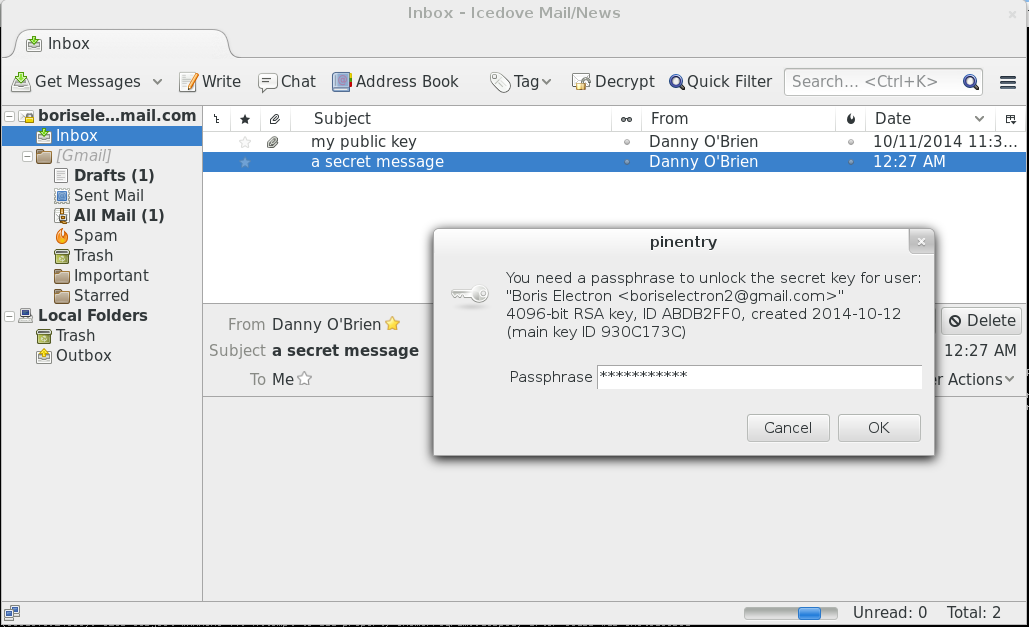 Inbox - Icedove Mail/News
Inbox
Get Messages Write Chat Address Book Tag Decrypt Quick Filter Search... <Ctrl+K>
borisele...mail.com
Inbox
[Gmail]
Drafts (1)
Sent Mail
All Mail (1)
Spam
Trash
Important
Starred
Local Folders
Trash
Outbox
Subject From Date
my public key Danny O'Brien 10/11/2014 11:3...
a secret message Danny O'Brien 12:27 AM
From Danny O'Brien
Subject a secret message
To Me
Delete
12:27 AM
er Actions
pinentry
You need a passphrase to unlock the secret key for user:
"Boris Electron <boriselectron2@gmail.com>"
4096-bit RSA key, ID ABDB2FF0, created 2014-10-12
(main key ID 930C173C)
Passphrase ***********
Cancel OK
Unread: 0 Total: 2